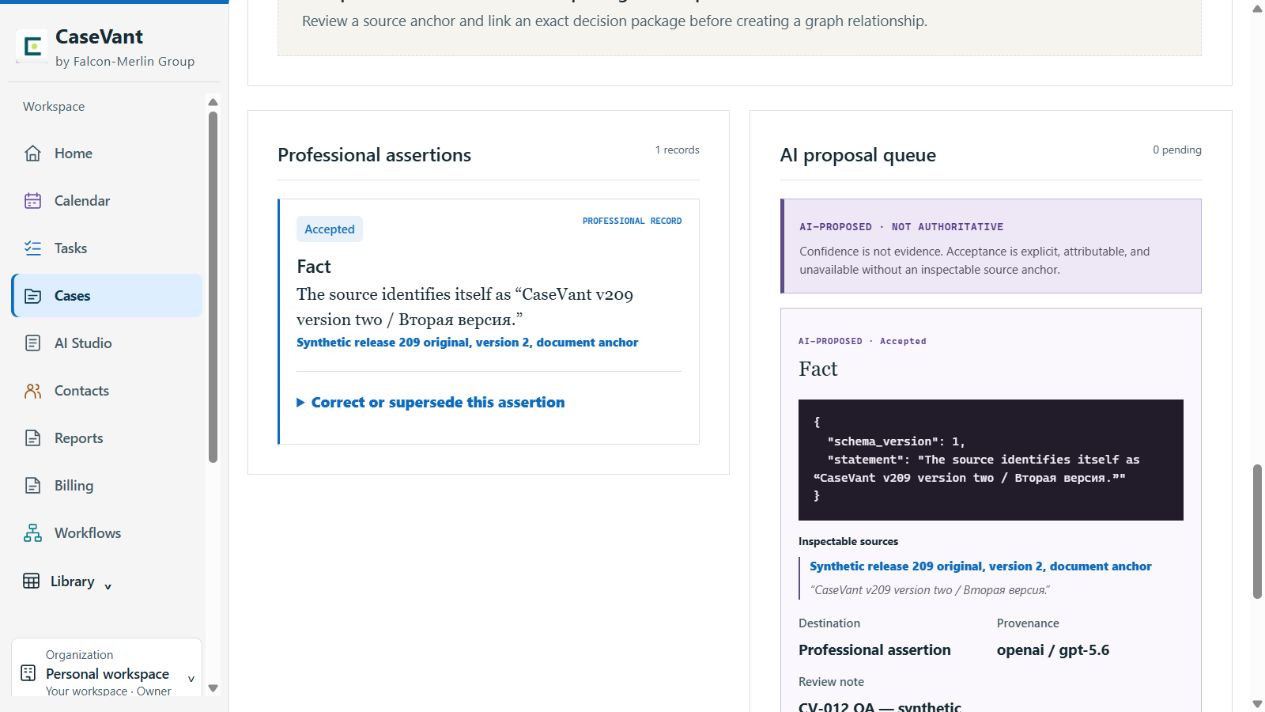 Review a source anchor and link an exact decision package before creating a graph relationship.
CaseVant
by Falcon-Merlin Group
Workspace
Home
Calendar
Tasks
Cases
AI Studio
Contacts
Reports
Billing
Workflows
Library
Organization
Personal workspace
Your workspace · Owner
Professional assertions
1 records
Accepted
PROFESSIONAL RECORD
Fact
The source identifies itself as “CaseVant v209
version two / Вторая версия.”
Synthetic release 209 original, version 2, document anchor
Correct or supersede this assertion
AI proposal queue
0 pending
AI-PROPOSED · NOT AUTHORITATIVE
Confidence is not evidence. Acceptance is explicit, attributable, and
unavailable without an inspectable source anchor.
AI-PROPOSED · Accepted
Fact
{
"schema_version": 1,
"statement": "The source identifies itself as
“CaseVant v209 version two / Вторая версия.”"
}
Inspectable sources
Synthetic release 209 original, version 2, document anchor
“CaseVant v209 version two / Вторая версия.”
Destination
Provenance
Professional assertion
openai / gpt-5.6
Review note
CV-012 QA — synthetic